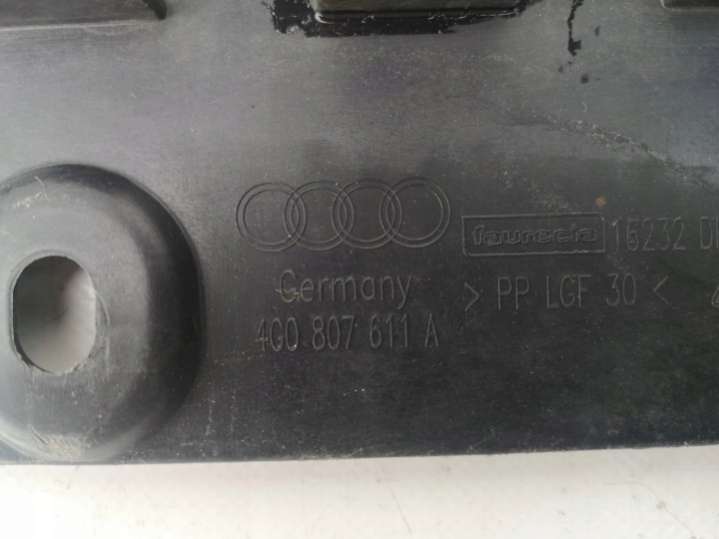 faurecia 16232
Germany > PP LGF 30 <
4G0 807 611 A